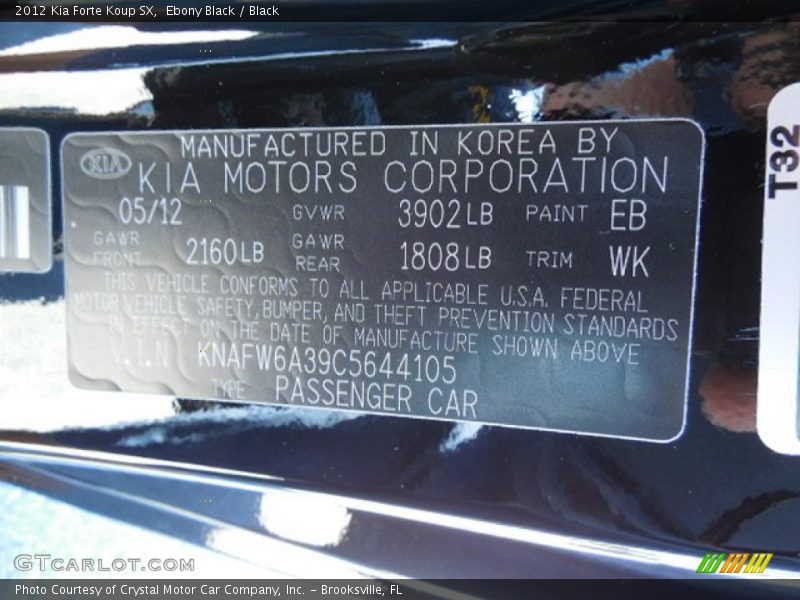 2012 Kia Forte Koup SX, Ebony Black / Black
MANUFACTURED IN KOREA BY
KIA KIA MOTORS CORPORATION
05/12 GVWR 3902LB PAINT EB
GAWR FRONT 2160LB GAWR REAR 1808LB TRIM WK
THIS VEHICLE CONFORMS TO ALL APPLICABLE U.S.A. FEDERAL
MOTOR VEHICLE SAFETY, BUMPER, AND THEFT PREVENTION STANDARDS
IN EFFECT ON THE DATE OF MANUFACTURE SHOWN ABOVE
V.I.N KNAFW6A39C5644105
TYPE PASSENGER CAR
T32
GTCARLOT.COM
Photo Courtesy of Crystal Motor Car Company, Inc. – Brooksville, FL